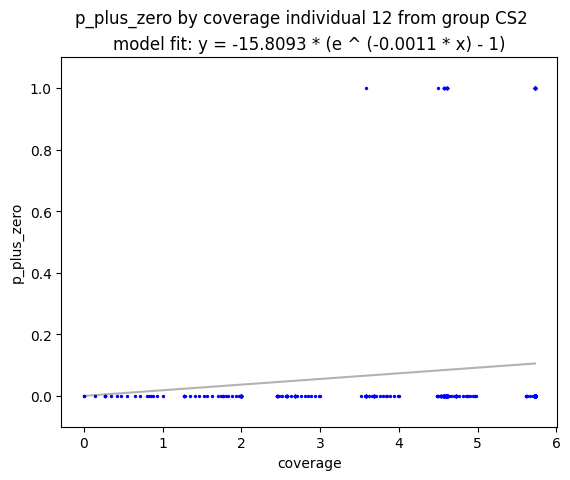 p_plus_zero by coverage individual 12 from group CS2
model fit: y = -15.8093 * (e ^ (-0.0011 * x) - 1)
1.0
0.8
0.6
0.4
0.2
0.0
p_plus_zero
0 1 2 3 4 5 6
coverage